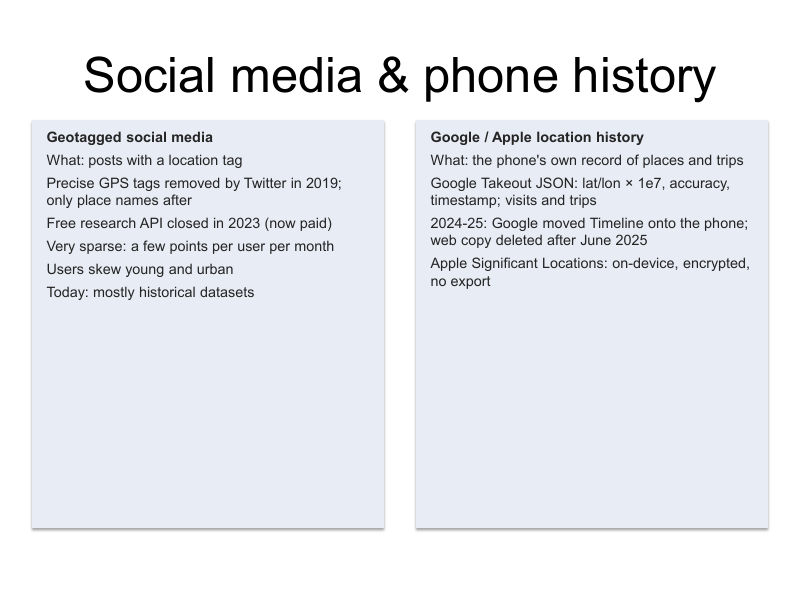 Social media & phone history
Geotagged social media
What: posts with a location tag
Precise GPS tags removed by Twitter in 2019;
only place names after
Free research API closed in 2023 (now paid)
Very sparse: a few points per user per month
Users skew young and urban
Today: mostly historical datasets
Google / Apple location history
What: the phone's own record of places and trips
Google Takeout JSON: lat/lon × 1e7, accuracy,
timestamp; visits and trips
2024-25: Google moved Timeline onto the phone;
web copy deleted after June 2025
Apple Significant Locations: on-device, encrypted,
no export